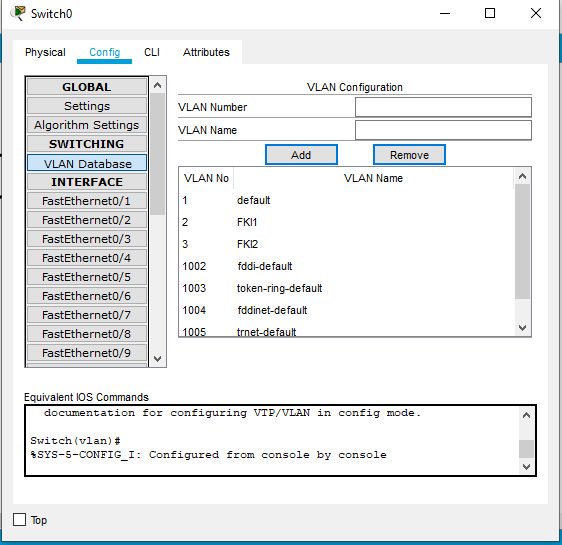 Switch0
Physical Config CLI Attributes
GLOBAL
Settings
Algorithm Settings
SWITCHING
VLAN Database
INTERFACE
FastEthernet0/1
FastEthernet0/2
FastEthernet0/3
FastEthernet0/4
FastEthernet0/5
FastEthernet0/6
FastEthernet0/7
FastEthernet0/8
FastEthernet0/9
VLAN Configuration
VLAN Number
VLAN Name
Add Remove
VLAN No VLAN Name
1 default
2 FKI1
3 FKI2
1002 fddi-default
1003 token-ring-default
1004 fddinet-default
1005 trnet-default
Equivalent IOS Commands
documentation for configuring VTP/VLAN in config mode.
Switch(vlan)#
%SYS-5-CONFIG_I: Configured from console by console
Top